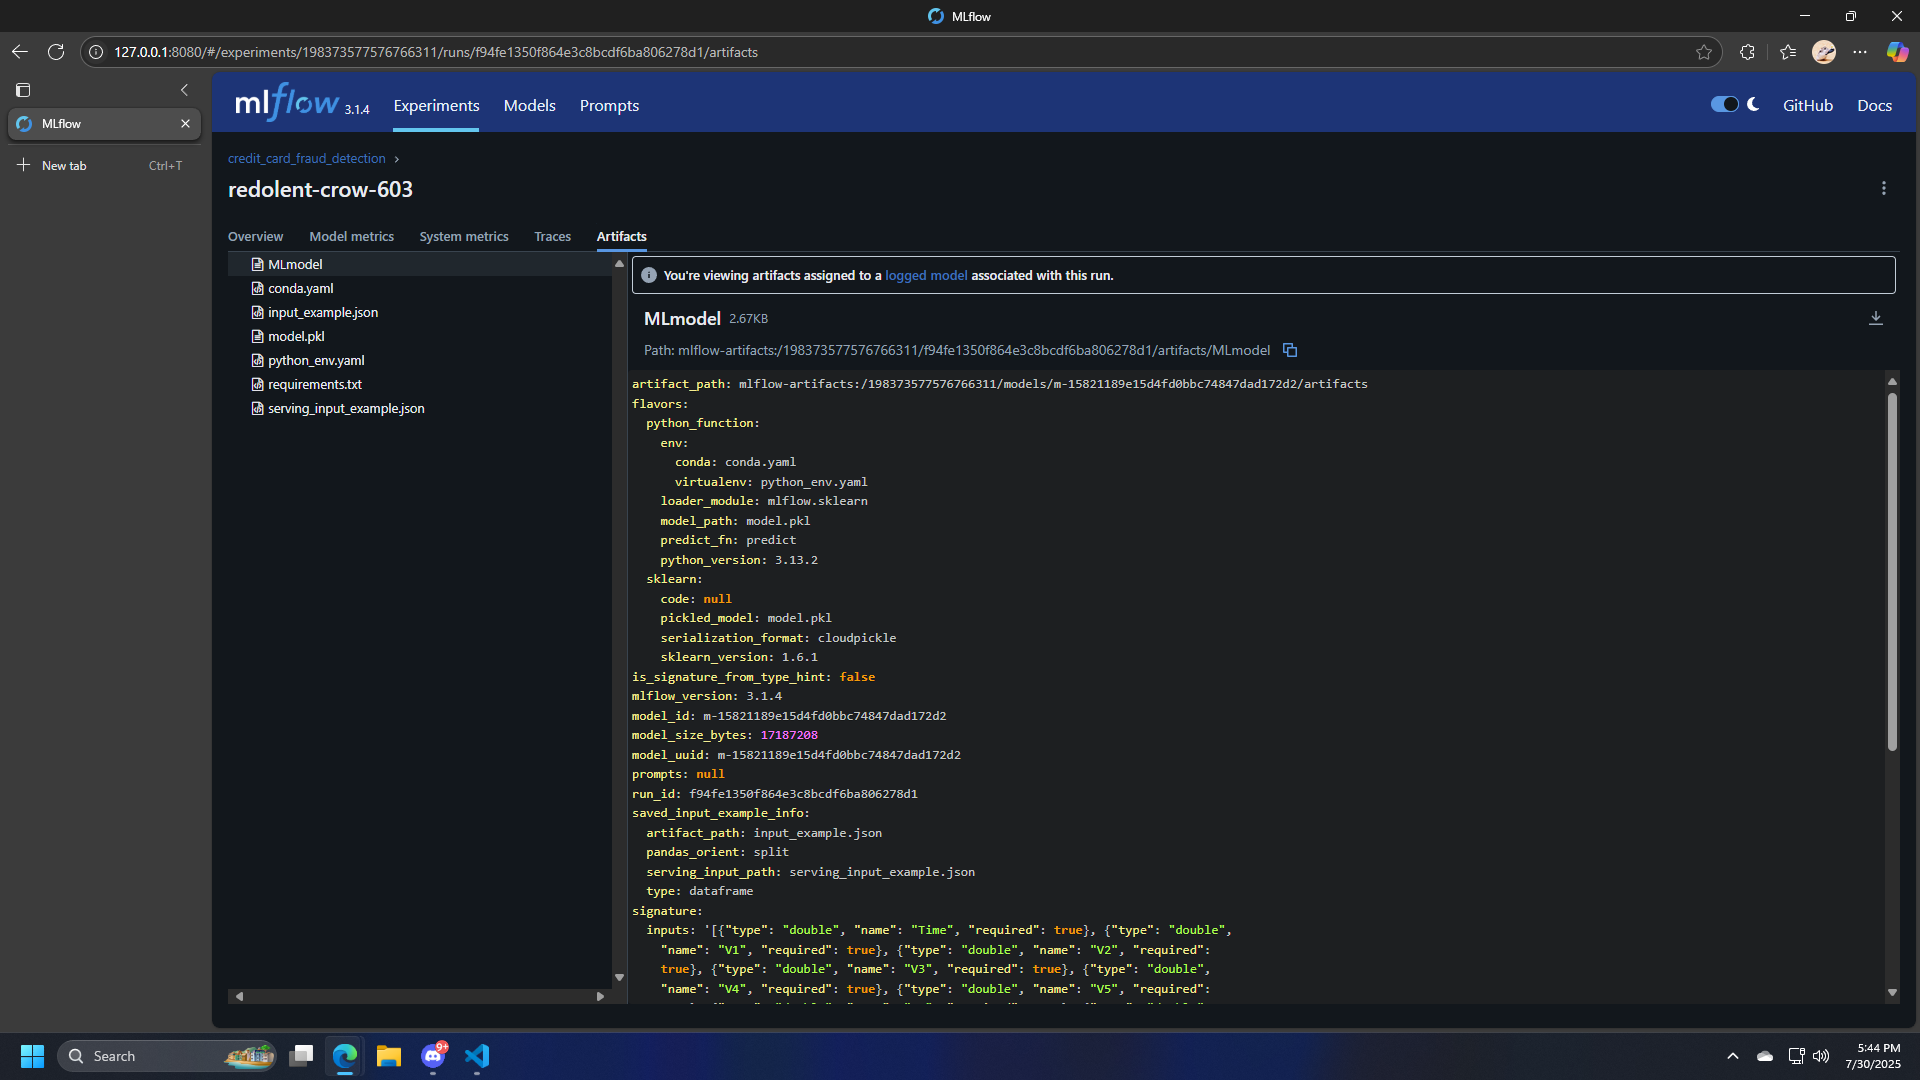 MLflow
127.0.0.1:8080/#/experiments/198373577576766311/runs/f94fe1350f864e3c8bcdf6ba806278d1/artifacts
MLflow
New tab Ctrl+T
mlflow 3.1.4 Experiments Models Prompts GitHub Docs
credit_card_fraud_detection
redolent-crow-603
Overview Model metrics System metrics Traces Artifacts
MLmodel
conda.yaml
input_example.json
model.pkl
python_env.yaml
requirements.txt
serving_input_example.json
You're viewing artifacts assigned to a logged model associated with this run.
MLmodel 2.67KB
Path: mlflow-artifacts:/198373577576766311/f94fe1350f864e3c8bcdf6ba806278d1/artifacts/MLmodel
artifact_path: mlflow-artifacts:/198373577576766311/models/m-15821189e15d4fd0bbc74847dad172d2/artifacts
flavors:
python_function:
env:
conda: conda.yaml
virtualenv: python_env.yaml
loader_module: mlflow.sklearn
model_path: model.pkl
predict_fn: predict
python_version: 3.13.2
sklearn:
code: null
pickled_model: model.pkl
serialization_format: cloudpickle
sklearn_version: 1.6.1
is_signature_from_type_hint: false
mlflow_version: 3.1.4
model_id: m-15821189e15d4fd0bbc74847dad172d2
model_size_bytes: 17187208
model_uuid: m-15821189e15d4fd0bbc74847dad172d2
prompts: null
run_id: f94fe1350f864e3c8bcdf6ba806278d1
saved_input_example_info:
artifact_path: input_example.json
pandas_orient: split
serving_input_path: serving_input_example.json
type: dataframe
signature:
inputs: '[{"type": "double", "name": "Time", "required": true}, {"type": "double",
"name": "V1", "required": true}, {"type": "double", "name": "V2", "required":
true}, {"type": "double", "name": "V3", "required": true}, {"type": "double",
"name": "V4", "required": true}, {"type": "double", "name": "V5", "required":
Search
9+
5:44 PM
7/30/2025